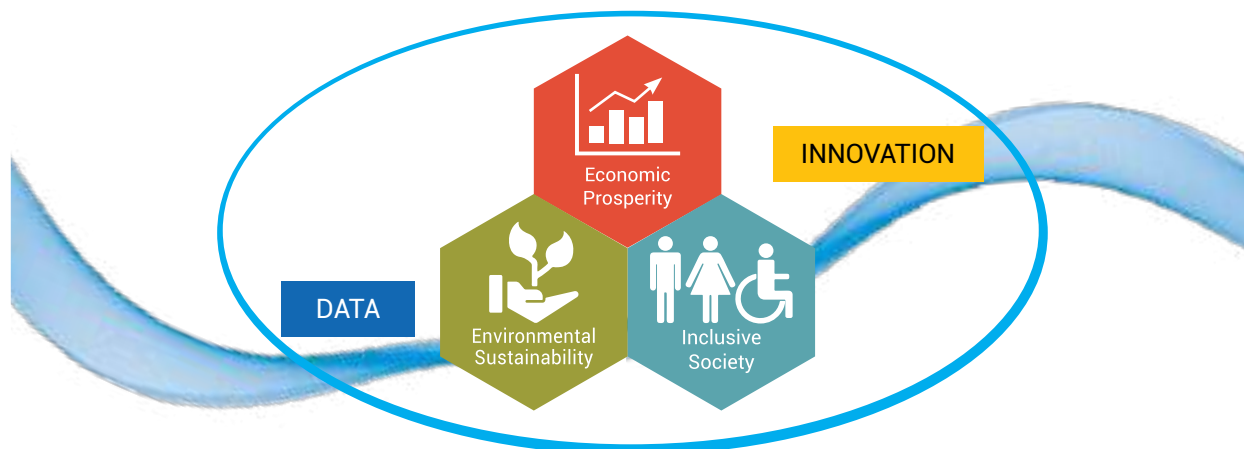 Economic
Prosperity
INNOVATION
DATA
Environmental
Sustainability
Inclusive
Society